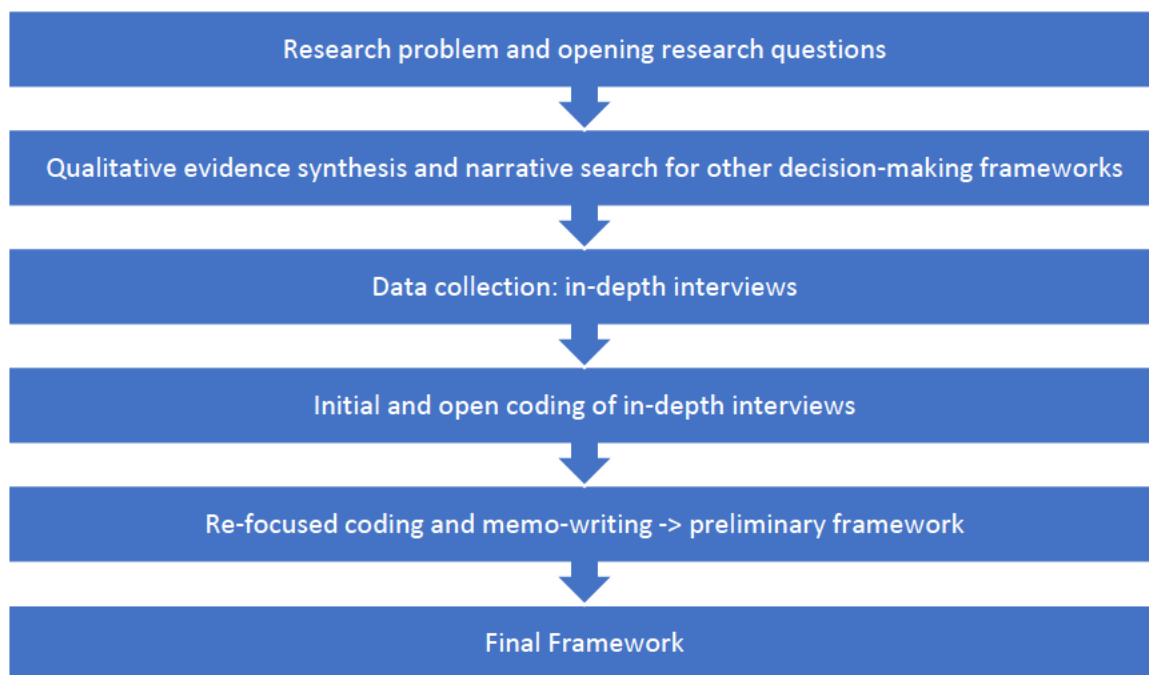 Research problem and opening research questions
Qualitative evidence synthesis and narrative search for other decision-making frameworks
Data collection: in-depth interviews
Initial and open coding of in-depth interviews
Re-focused coding and memo-writing -> preliminary framework
Final Framework